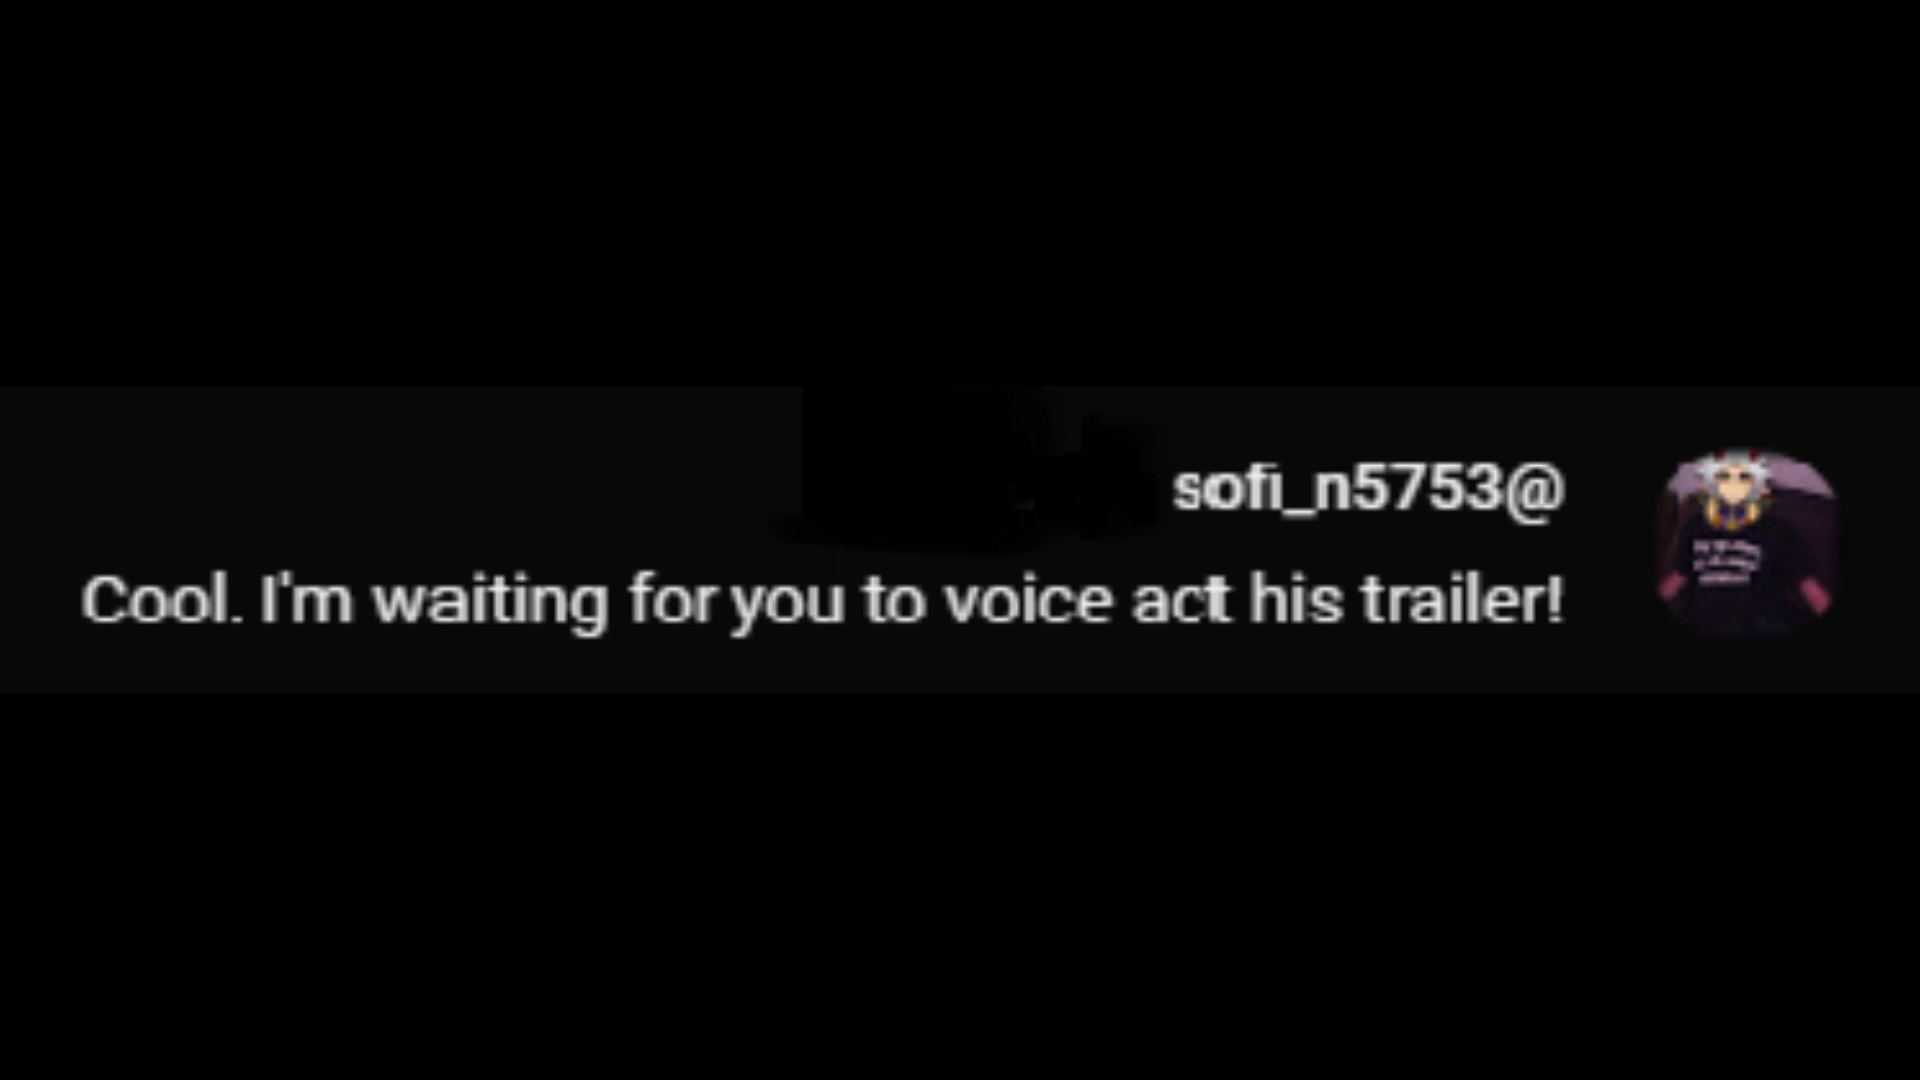 sofi_n5753@
Cool. I'm waiting for you to voice act his trailer!